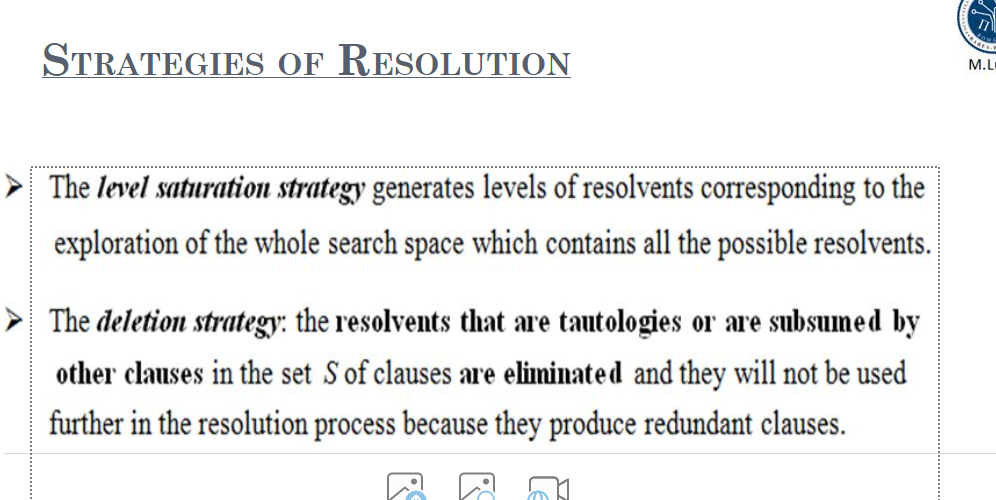 STRATEGIES OF RESOLUTION
The level saturation strategy generates levels of resolvents corresponding to the
exploration of the whole search space which contains all the possible resolvents.
The deletion strategy: the resolvents that are tautologies or are subsumed by
other clauses in the set S of clauses are eliminated and they will not be used
further in the resolution process because they produce redundant clauses.